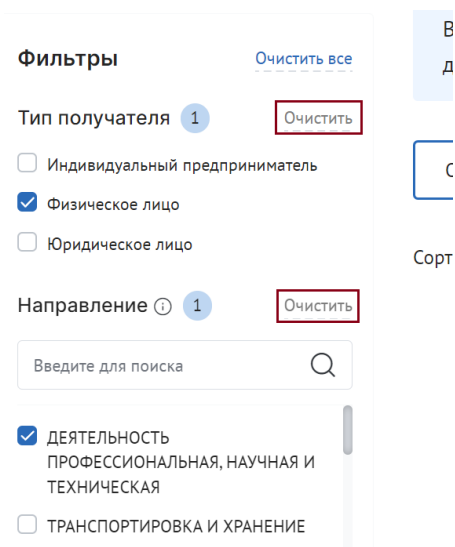 Фильтры Очистить все
Тип получателя 1 Очистить
Индивидуальный предприниматель
Физическое лицо
Юридическое лицо
Направление 1 Очистить
Введите для поиска
ДЕЯТЕЛЬНОСТЬ
ПРОФЕССИОНАЛЬНАЯ, НАУЧНАЯ И
ТЕХНИЧЕСКАЯ
ТРАНСПОРТИРОВКА И ХРАНЕНИЕ
Сорт